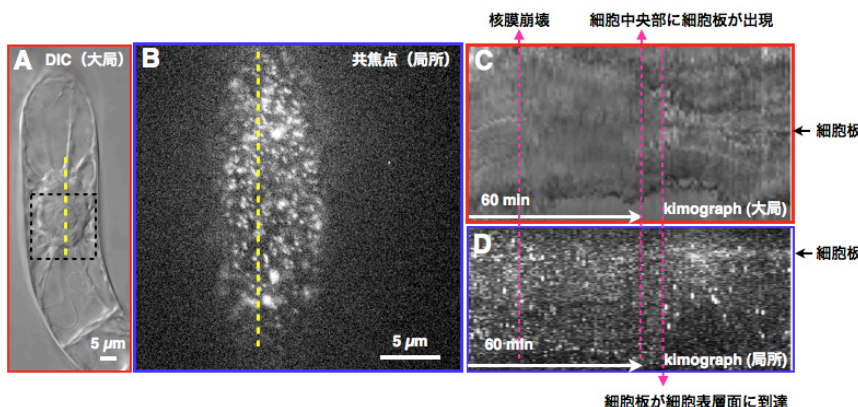 核膜崩壊
細胞中央部に細胞板が出現
A DIC（大局）
B 共焦点（局所）
C
細胞板
60 min
kimograph (大局)
D
細胞板
5 µm
5 µm
60 min
kimograph (局所)
細胞板が細胞表層面に到達